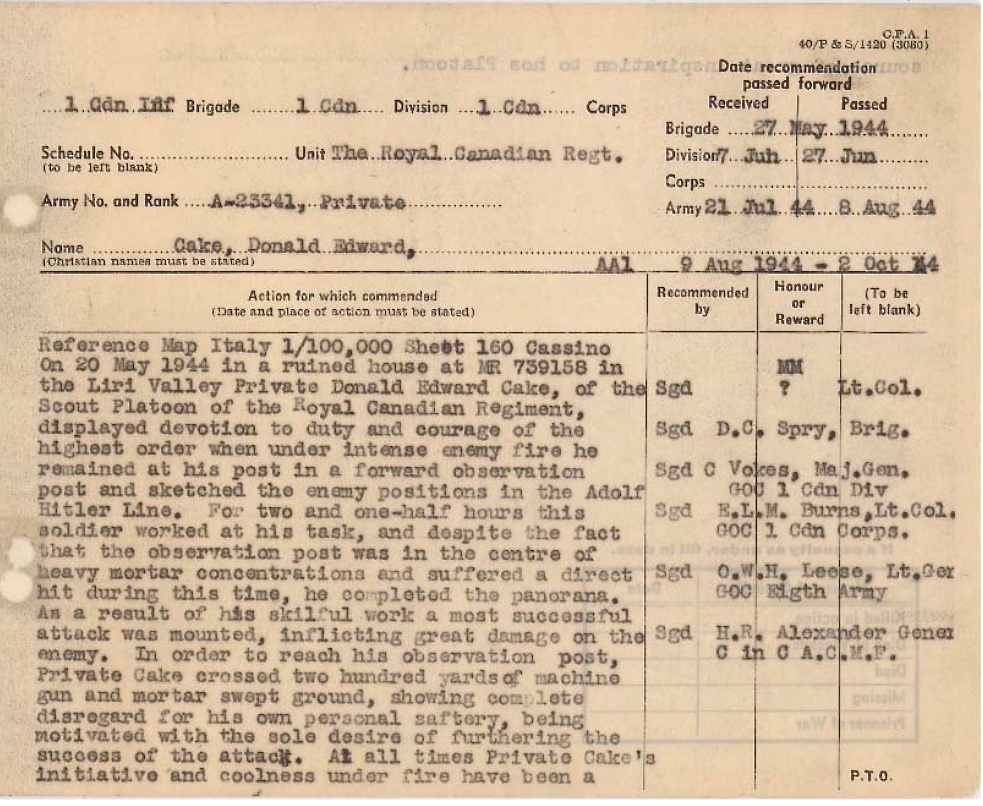 C.F.A. 1
40/P & S/1420 (3080)
Date recommendation
passed forward
Received Passed
1 Cdn Inf Brigade 1 Cdn Division 1 Cdn Corps
Brigade 27 May 1944
Schedule No. Unit The Royal Canadian Regt.
(to be left blank)
Division 7 Jun 27 Jun
Corps
Army No. and Rank A-23341, Private
Army 21 Jul 44 8 Aug 44
Name Cake, Donald Edward,
(Christian names must be stated)
AA1 9 Aug 1944 - 2 Oct 44
Action for which commended
(Date and place of action must be stated)
Recommended
by
Honour
or
Reward
(To be
left blank)
Reference Map Italy 1/100,000 Sheet 160 Cassino
On 20 May 1944 in a ruined house at MR 739158 in
the Liri Valley Private Donald Edward Cake, of the
Scout Platoon of the Royal Canadian Regiment,
displayed devotion to duty and courage of the
highest order when under intense enemy fire he
remained at his post in a forward observation
post and sketched the enemy positions in the Adolf
Hitler Line. For two and one-half hours this
soldier worked at his task, and despite the fact
that the observation post was in the centre of
heavy mortar concentrations and suffered a direct
hit during this time, he completed the panorana.
As a result of his skilful work a most successful
attack was mounted, inflicting great damage on the
enemy. In order to reach his observation post,
Private Cake crossed two hundred yards of machine
gun and mortar swept ground, showing complete
disregard for his own personal saftery, being
motivated with the sole desire of furthering the
success of the attack. At all times Private Cake's
initiative and coolness under fire have been a
MM
Sgd ? Lt.Col.
Sgd D.C. Spry, Brig.
Sgd C Vokes, Maj.Gen.
GOC 1 Cdn Div
Sgd E.L.M. Burns, Lt.Col.
GOC 1 Cdn Corps.
Sgd O.W.H. Leese, Lt.Ger
GOC Eigth Army
Sgd H.R. Alexander Gener
C in C A.C.M.F.
P.T.O.